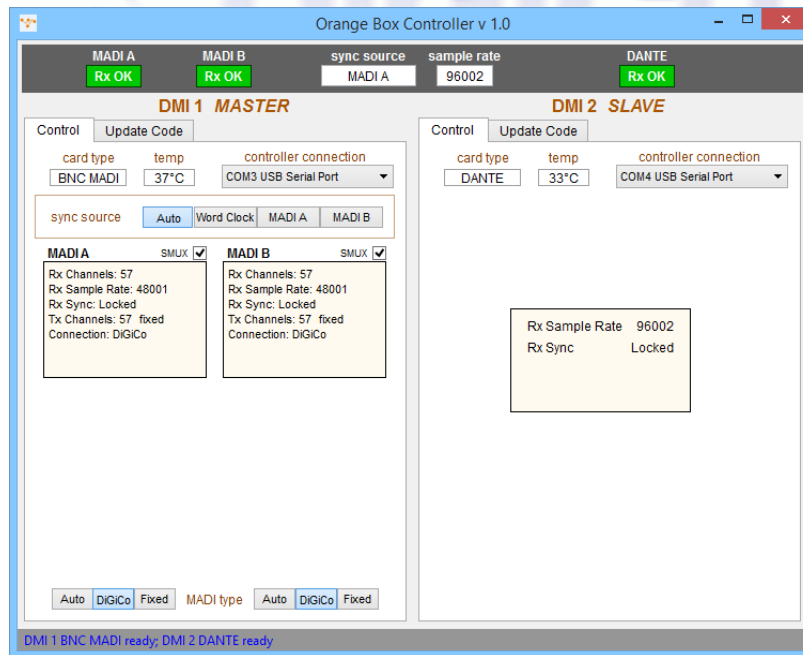 Orange Box Controller v 1.0
MADI A MADI B sync source sample rate DANTE
Rx OK Rx OK MADI A 96002 Rx OK
DMI 1 MASTER
Control Update Code
card type temp controller connection
BNC MADI 37°C COM3 USB Serial Port
sync source Auto Word Clock MADI A MADI B
MADI A SMUX
Rx Channels: 57
Rx Sample Rate: 48001
Rx Sync: Locked
Tx Channels: 57 fixed
Connection: DiGiCo
MADI B SMUX
Rx Channels: 57
Rx Sample Rate: 48001
Rx Sync: Locked
Tx Channels: 57 fixed
Connection: DiGiCo
Auto DiGiCo Fixed MADI type Auto DiGiCo Fixed
DMI 2 SLAVE
Control Update Code
card type temp controller connection
DANTE 33°C COM4 USB Serial Port
Rx Sample Rate 96002
Rx Sync Locked
DMI 1 BNC MADI ready; DMI 2 DANTE ready